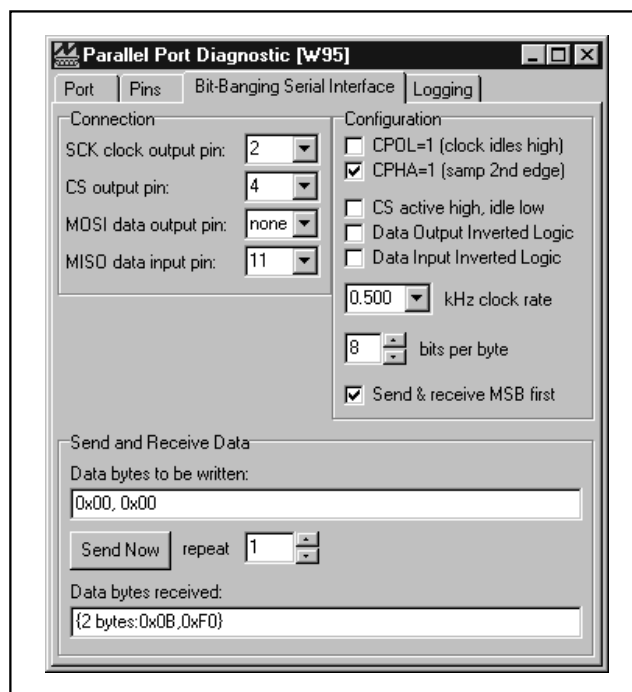 Parallel Port Diagnostic [W95]
Port Pins Bit-Banging Serial Interface Logging
Connection
SCK clock output pin: 2
CS output pin: 4
MOSI data output pin: none
MISO data input pin: 11
Configuration
CPOL=1 (clock idles high)
CPHA=1 (samp 2nd edge)
CS active high, idle low
Data Output Inverted Logic
Data Input Inverted Logic
0.500 kHz clock rate
8 bits per byte
Send & receive MSB first
Send and Receive Data
Data bytes to be written:
0x00, 0x00
Send Now repeat 1
Data bytes received:
{2 bytes:0x0B,0xF0}